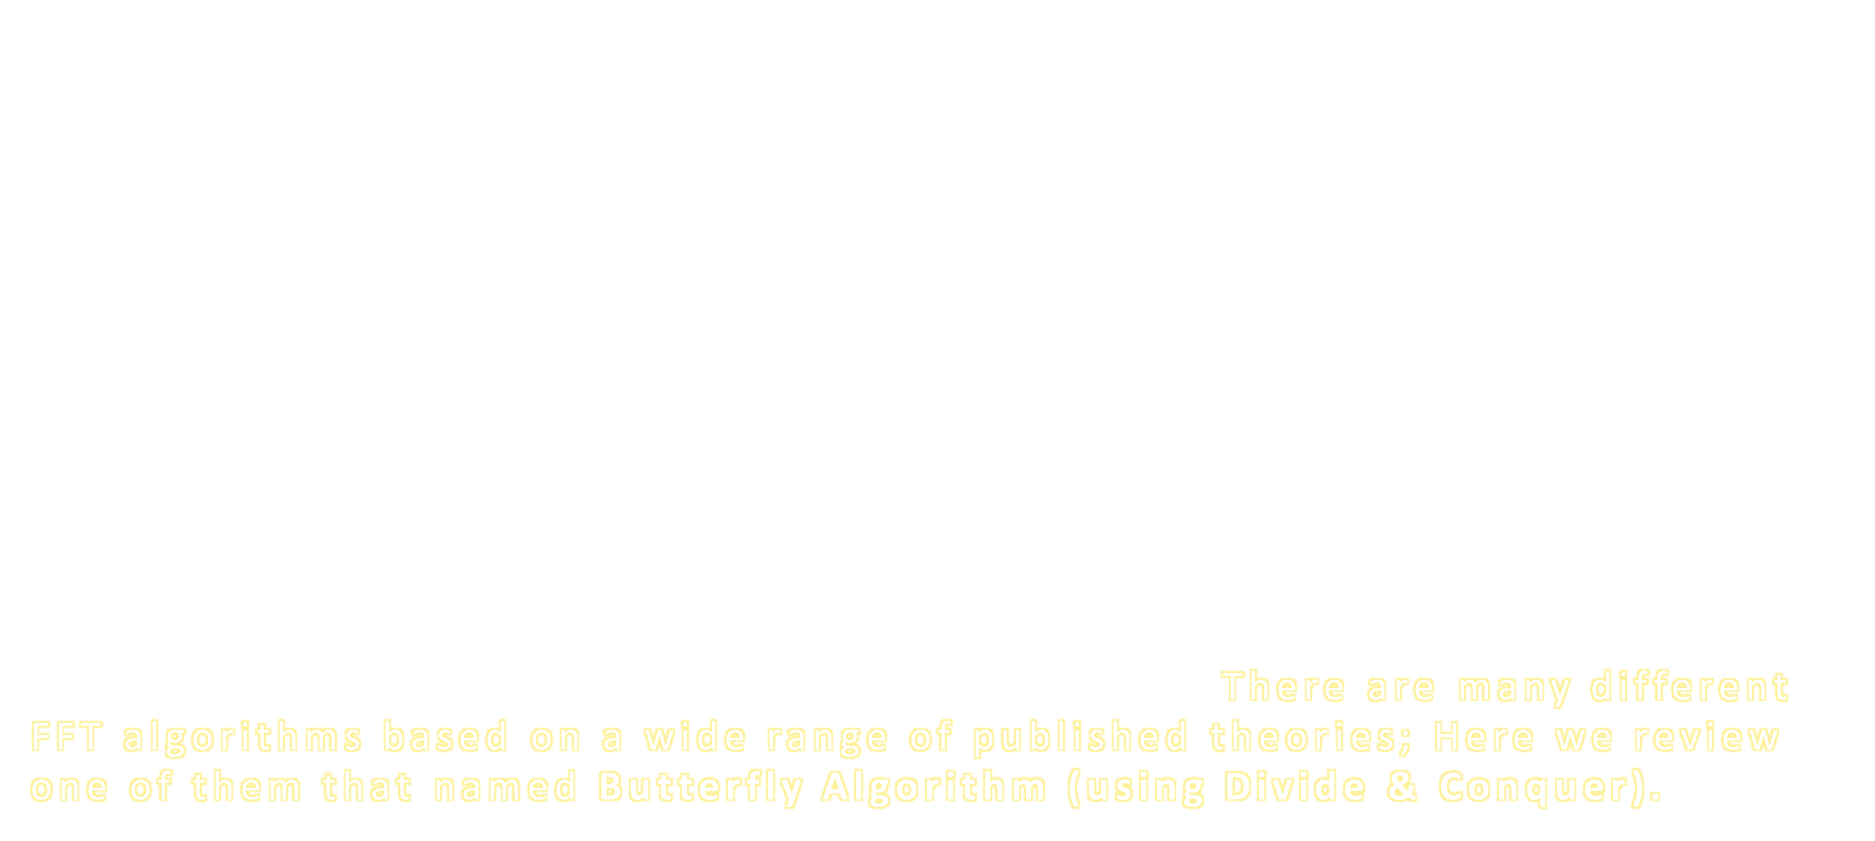 There are many different
FFT algorithms based on a wide range of published theories; Here we review
one of them that named Butterfly Algorithm (using Divide & Conquer).